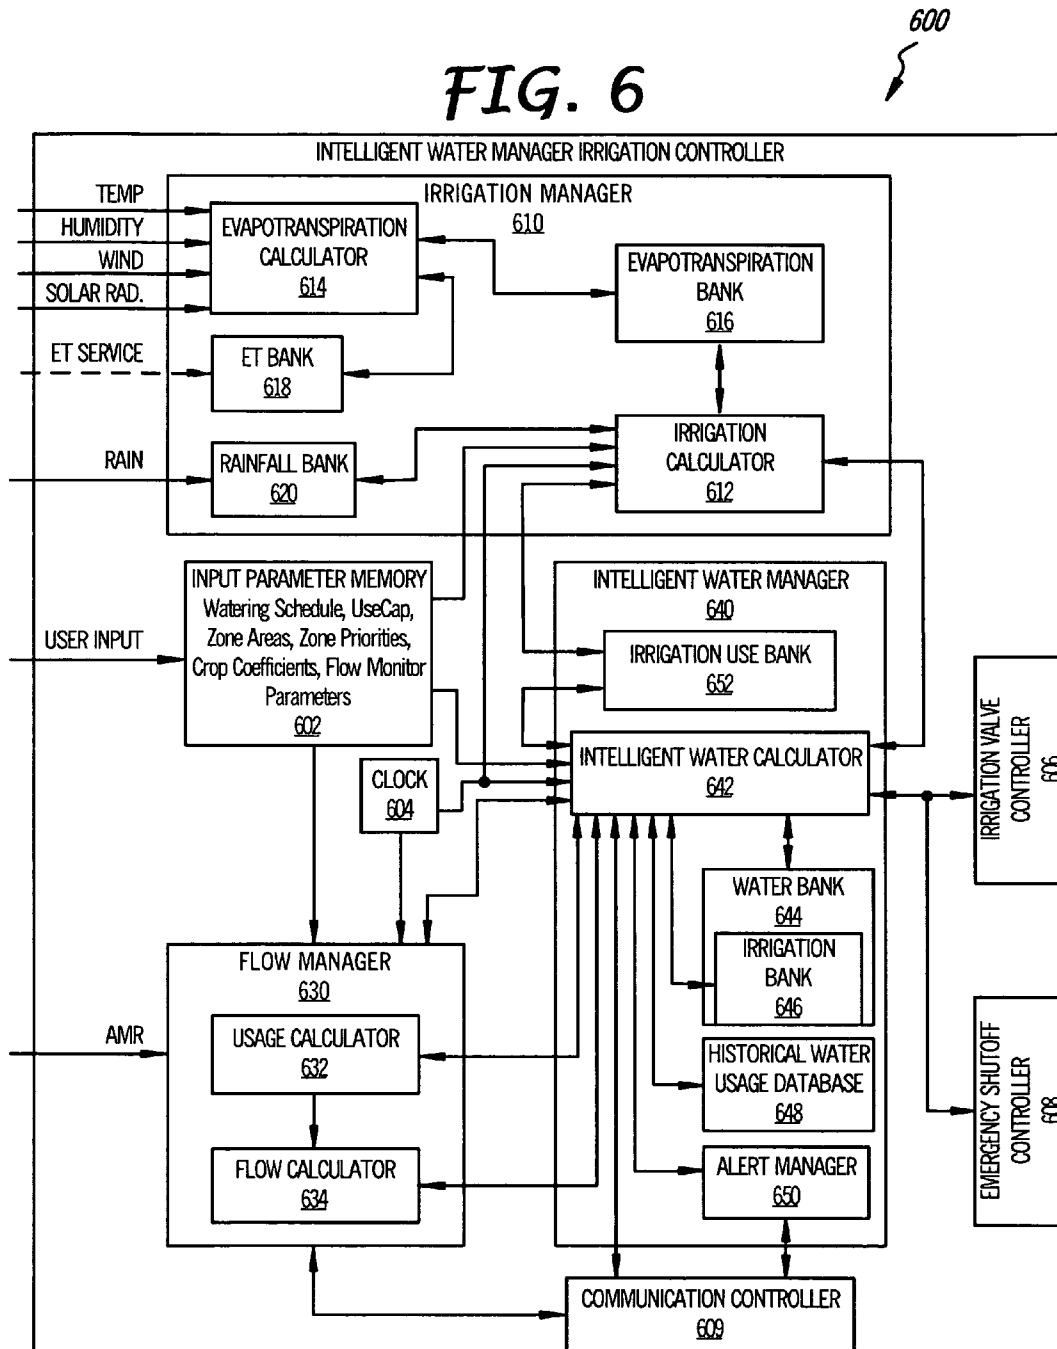 600
FIG. 6
INTELLIGENT WATER MANAGER IRRIGATION CONTROLLER
IRRIGATION MANAGER
610
TEMP
HUMIDITY
WIND
SOLAR RAD.
EVAPOTRANSPIRATION
CALCULATOR
614
EVAPOTRANSPIRATION
BANK
616
ET SERVICE
ET BANK
618
RAIN
RAINFALL BANK
620
IRRIGATION
CALCULATOR
612
USER INPUT
INPUT PARAMETER MEMORY
Watering Schedule, UseCap,
Zone Areas, Zone Priorities,
Crop Coefficients, Flow Monitor
Parameters
602
INTELLIGENT WATER MANAGER
640
IRRIGATION USE BANK
652
INTELLIGENT WATER CALCULATOR
642
CLOCK
604
IRRIGATION VALVE
CONTROLLER
606
WATER BANK
644
IRRIGATION
BANK
646
FLOW MANAGER
630
AMR
USAGE CALCULATOR
632
HISTORICAL WATER
USAGE DATABASE
648
EMERGENCY SHUTOFF
CONTROLLER
608
FLOW CALCULATOR
634
ALERT MANAGER
650
COMMUNICATION CONTROLLER
609